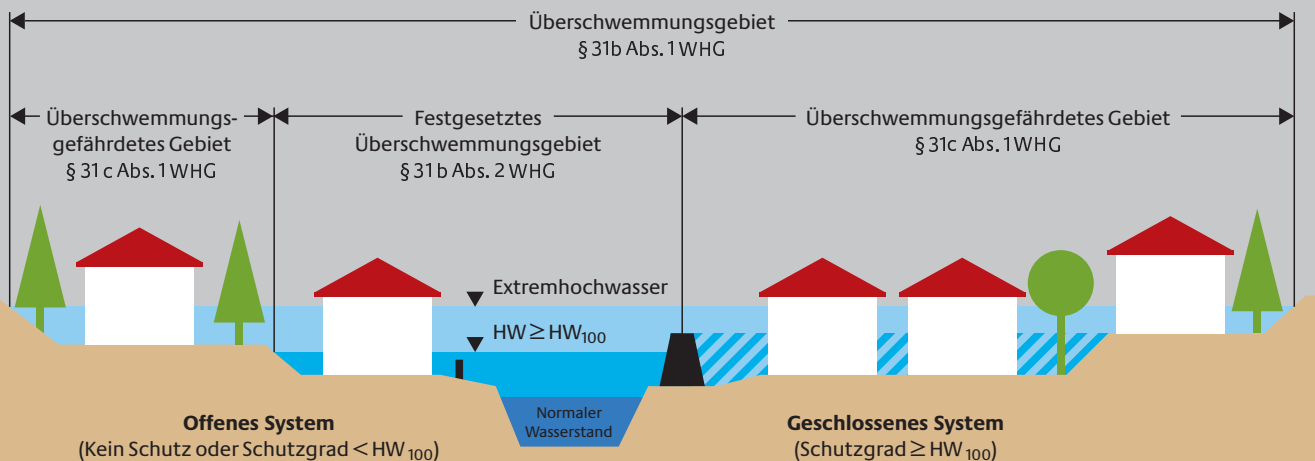 Überschwemmungsgebiet
§ 31b Abs. 1 WHG
Überschwemmungs-
gefährdetes Gebiet
§ 31 c Abs. 1 WHG
Festgesetztes
Überschwemmungsgebiet
§ 31 b Abs. 2 WHG
Überschwemmungsgefährdetes Gebiet
§ 31c Abs. 1 WHG
Extremhochwasser
HW ≥ HW₁₀₀
Normaler
Wasserstand
Offenes System
(Kein Schutz oder Schutzgrad < HW₁₀₀)
Geschlossenes System
(Schutzgrad ≥ HW₁₀₀)